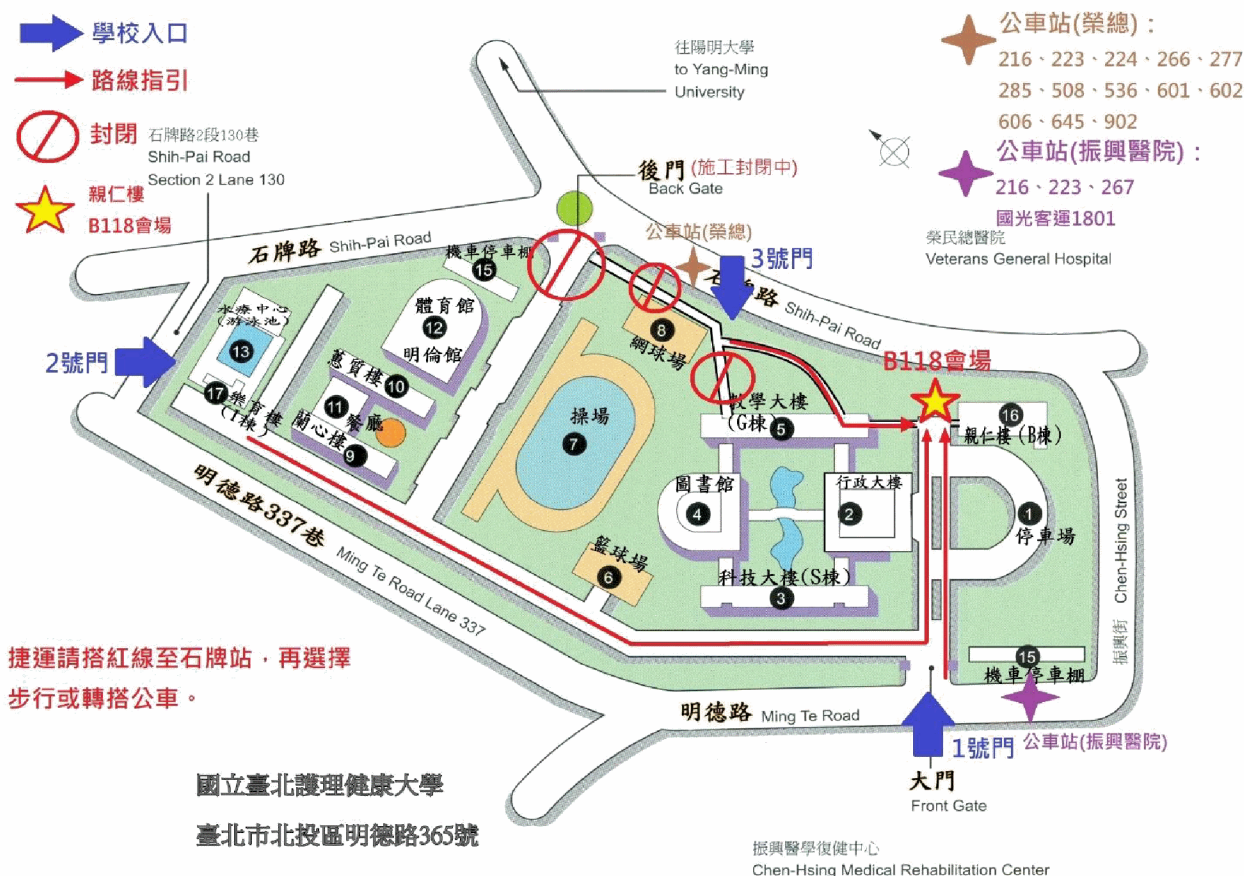 學校入口
路線指引
封閉
親仁樓
B118會場
石牌路2段130巷
Shih-Pai Road
Section 2 Lane 130
往陽明大學
to Yang-Ming
University
公車站(榮總)：
216、223、224、266、277
285、508、536、601、602
606、645、902
公車站(振興醫院)：
216、223、267
國光客運1801
榮民總醫院
Veterans General Hospital
後門 (施工封閉中)
Back Gate
公車站(榮總)
3號門
石牌路 Shih-Pai Road
Shih-Pai Road
機車停車棚
15
體育館
12
明倫館
水療中心
(游泳池)
13
2號門
17
樂育樓
(I棟)
蕙質樓
10
11
餐廳
蘭心樓
9
8
網球場
操場
7
教學大樓
(G棟)
5
B118會場
16
親仁樓(B棟)
圖書館
4
行政大樓
2
1
停車場
籃球場
6
科技大樓(S棟)
3
明德路337巷
Ming Te Road Lane 337
振興街 Chen-Hsing Street
15
機車停車棚
捷運請搭紅線至石牌站，再選擇
步行或轉搭公車。
明德路 Ming Te Road
1號門
公車站(振興醫院)
大門
Front Gate
國立臺北護理健康大學
臺北市北投區明德路365號
振興醫學復健中心
Chen-Hsing Medical Rehabilitation Center